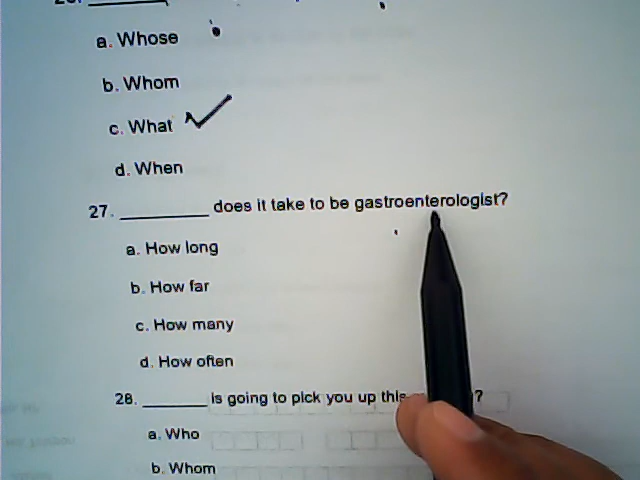 a. Whose
b. Whom
c. What
d. When
27. ________ does it take to be gastroenterologist?
a. How long
b. How far
c. How many
d. How often
28. ______ is going to pick you up this ?
a. Who
b. Whom